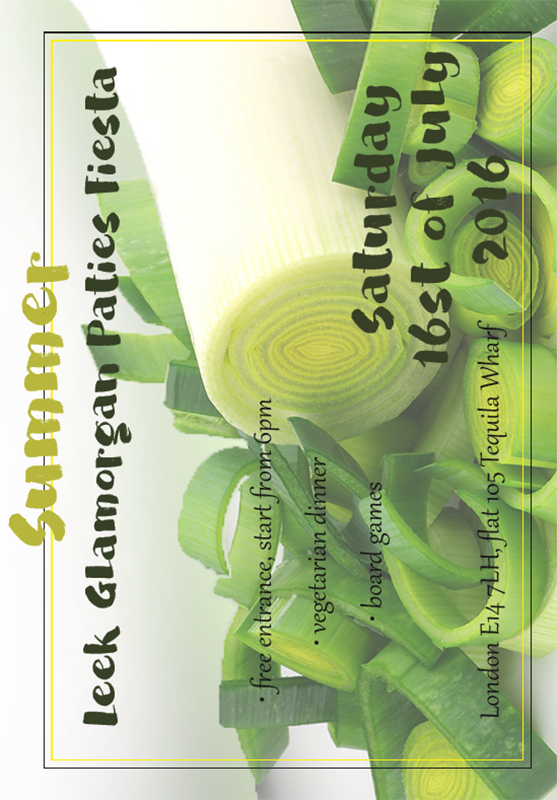 Summer
Leek Glamorgan Paties Fiesta
Saturday
16st of july
2016
• free entrance, start from 6pm
• vegetarian dinner
• board games
London E14 7LH, flat 105 Tequila Wharf